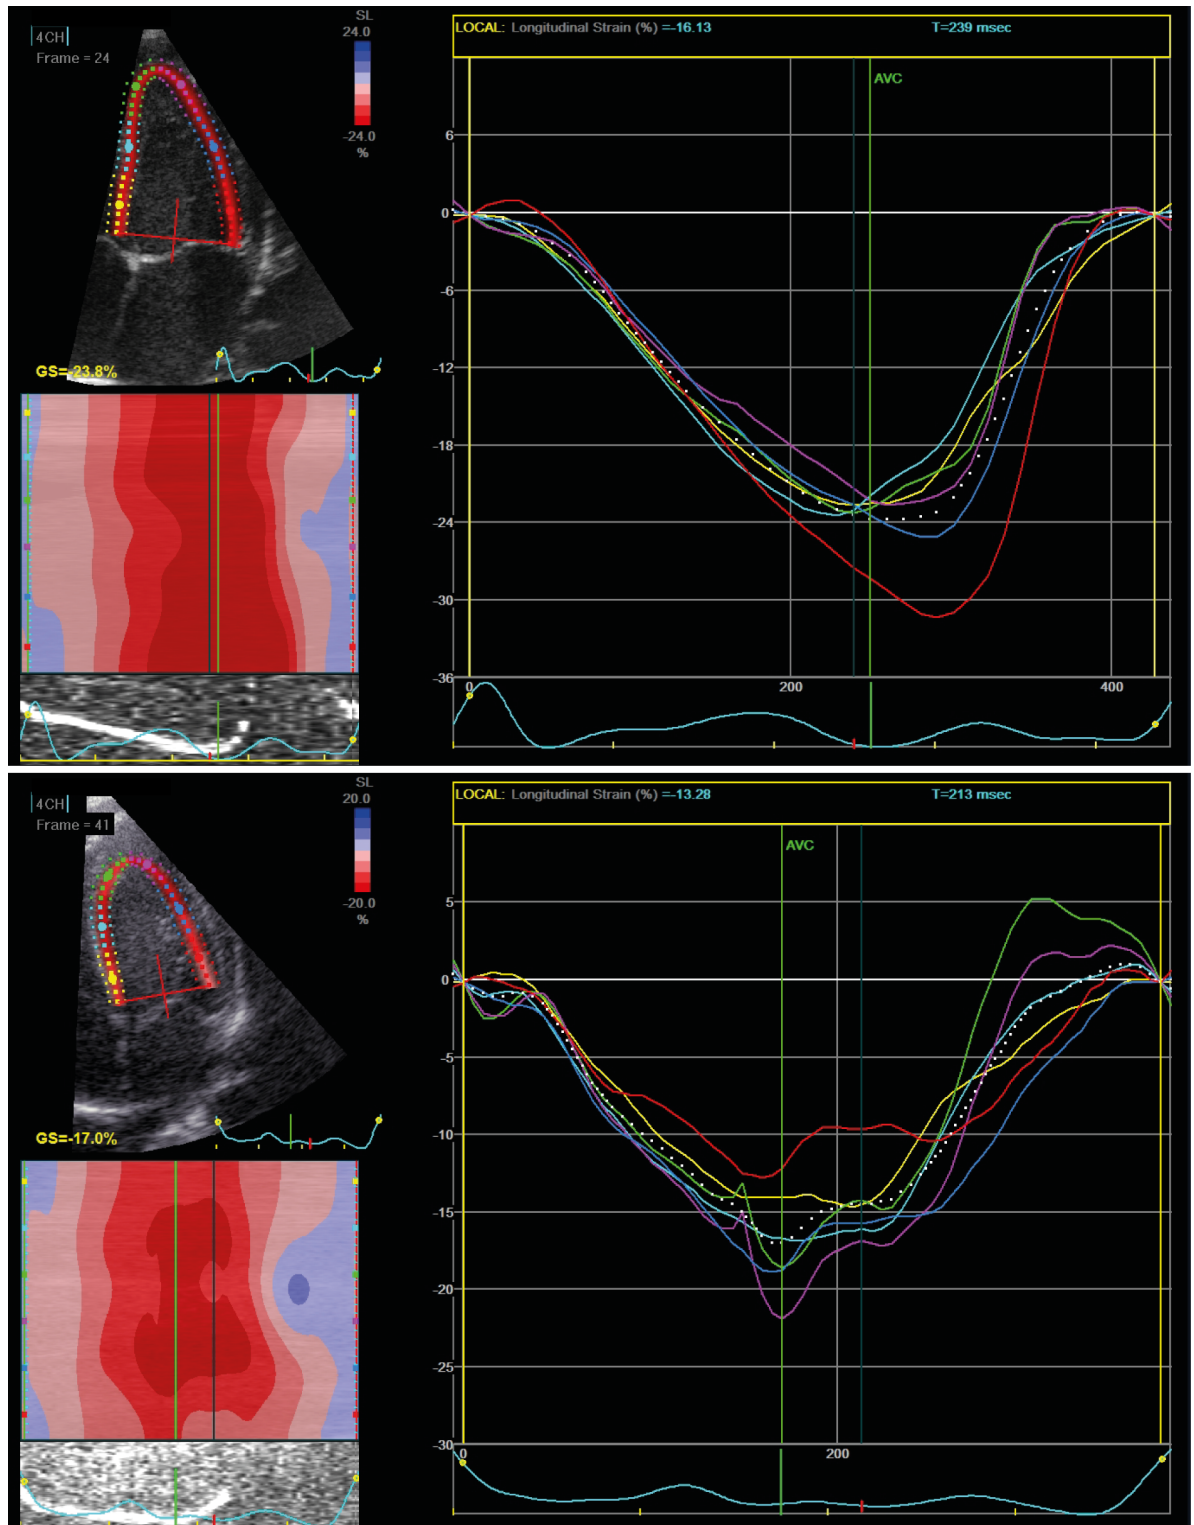 4CH
Frame = 24
SL
24.0
-24.0
%
GS=-23.8%
LOCAL: Longitudinal Strain (%) =-16.13 T=239 msec
AVC
6
0
-6
-12
-18
-24
-30
-36
0 200 400
4CH
Frame = 41
SL
20.0
-20.0
%
GS=-17.0%
LOCAL: Longitudinal Strain (%) =-13.28 T=213 msec
AVC
5
0
-5
-10
-15
-20
-25
-30
0 200